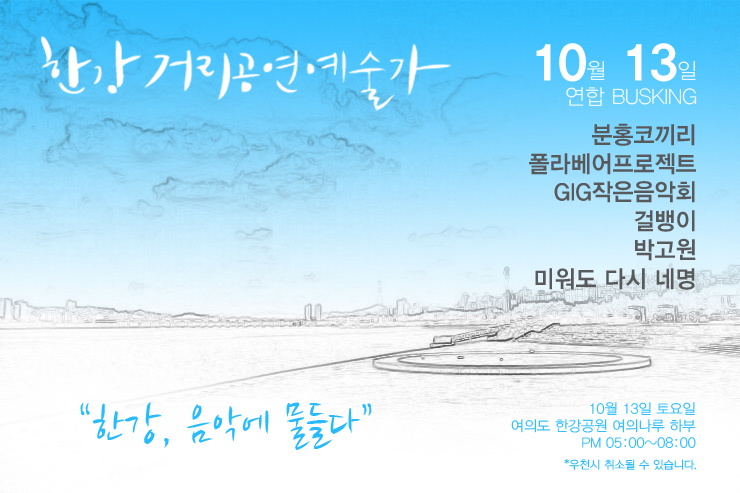 한강 거리공연예술가
10월 13일
연합 BUSKING
분홍코끼리
폴라베어프로젝트
GIG작은음악회
걸뱅이
박고원
미워도 다시 네명
“한강, 음악에 물들다”
10월 13일 토요일
여의도 한강공원 여의나루 하부
PM 05:00~08:00
*우천시 취소될 수 있습니다.